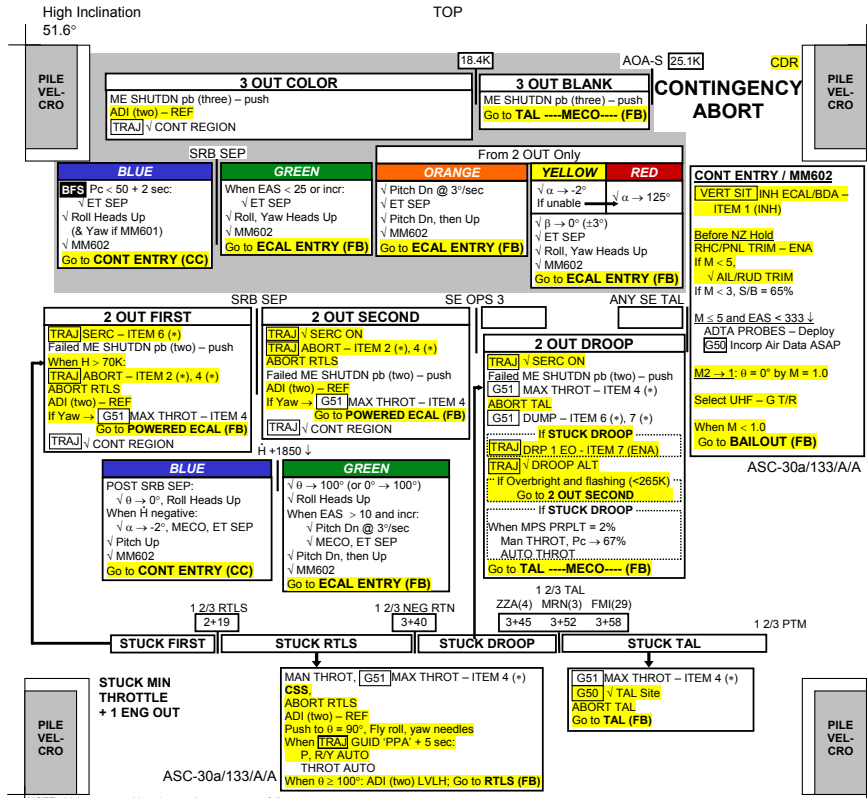 High Inclination
51.6°
TOP
PILE
VEL-
CRO
18.4K
AOA-S 25.1K
CDR
PILE
VEL-
CRO
CONTINGENCY
ABORT
3 OUT COLOR
ME SHUTDN pb (three) – push
ADI (two) – REF
TRAJ √ CONT REGION
3 OUT BLANK
ME SHUTDN pb (three) – push
Go to TAL ----MECO---- (FB)
SRB SEP
From 2 OUT Only
BLUE
BFS Pc < 50 + 2 sec:
√ ET SEP
√ Roll Heads Up
(& Yaw if MM601)
√ MM602
Go to CONT ENTRY (CC)
GREEN
When EAS < 25 or incr:
√ ET SEP
√ Roll, Yaw Heads Up
√ MM602
Go to ECAL ENTRY (FB)
ORANGE
√ Pitch Dn @ 3°/sec
√ ET SEP
√ Pitch Dn, then Up
√ MM602
Go to ECAL ENTRY (FB)
YELLOW
√ α → -2°
If unable
RED
√ α → 125°
√ β → 0° (±3°)
√ ET SEP
√ Roll, Yaw Heads Up
√ MM602
Go to ECAL ENTRY (FB)
CONT ENTRY / MM602
VERT SIT INH ECAL/BDA –
ITEM 1 (INH)
Before NZ Hold
RHC/PNL TRIM – ENA
If M < 5,
√ AIL/RUD TRIM
If M < 3, S/B = 65%
M ≤ 5 and EAS < 333 ↓
ADTA PROBES – Deploy
G50 Incorp Air Data ASAP
M2 → 1: θ = 0° by M = 1.0
Select UHF – G T/R
When M < 1.0
Go to BAILOUT (FB)
ASC-30a/133/A/A
SRB SEP
SE OPS 3
ANY SE TAL
2 OUT FIRST
TRAJ SERC – ITEM 6 (*)
Failed ME SHUTDN pb (two) – push
When H > 70K:
TRAJ ABORT – ITEM 2 (*), 4 (*)
ABORT RTLS
ADI (two) – REF
If Yaw → G51 MAX THROT – ITEM 4
Go to POWERED ECAL (FB)
TRAJ √ CONT REGION
2 OUT SECOND
TRAJ √ SERC ON
TRAJ ABORT – ITEM 2 (*), 4 (*)
ABORT RTLS
Failed ME SHUTDN pb (two) – push
ADI (two) – REF
If Yaw → G51 MAX THROT – ITEM 4
Go to POWERED ECAL (FB)
TRAJ √ CONT REGION
2 OUT DROOP
TRAJ √ SERC ON
Failed ME SHUTDN pb (two) – push
G51 MAX THROT – ITEM 4 (*)
ABORT TAL
G51 DUMP – ITEM 6 (*), 7 (*)
If STUCK DROOP
TRAJ DRP 1 EO - ITEM 7 (ENA)
TRAJ √ DROOP ALT
If Overbright and flashing (<265K)
Go to 2 OUT SECOND
If STUCK DROOP
When MPS PRPLT = 2%
Man THROT, Pc → 67%
AUTO THROT
Go to TAL ----MECO---- (FB)
Ḣ +1850 ↓
BLUE
POST SRB SEP:
√ θ → 0°, Roll Heads Up
When Ḣ negative:
√ α → -2°, MECO, ET SEP
√ Pitch Up
√ MM602
Go to CONT ENTRY (CC)
GREEN
√ θ → 100° (or 0° → 100°)
√ Roll Heads Up
When EAS > 10 and incr:
√ Pitch Dn @ 3°/sec
√ MECO, ET SEP
√ Pitch Dn, then Up
√ MM602
Go to ECAL ENTRY (FB)
1 2/3 RTLS
2+19
1 2/3 NEG RTN
3+40
1 2/3 TAL
ZZA(4) MRN(3) FMI(29)
3+45 3+52 3+58
1 2/3 PTM
STUCK FIRST
STUCK RTLS
STUCK DROOP
STUCK TAL
PILE
VEL-
CRO
STUCK MIN
THROTTLE
+ 1 ENG OUT
ASC-30a/133/A/A
MAN THROT, G51 MAX THROT – ITEM 4 (*)
CSS,
ABORT RTLS
ADI (two) – REF
Push to θ = 90°, Fly roll, yaw needles
When TRAJ GUID 'PPA' + 5 sec:
P, R/Y AUTO
THROT AUTO
When θ ≥ 100°: ADI (two) LVLH; Go to RTLS (FB)
G51 MAX THROT – ITEM 4 (*)
G50 √ TAL Site
ABORT TAL
Go to TAL (FB)
PILE
VEL-
CRO